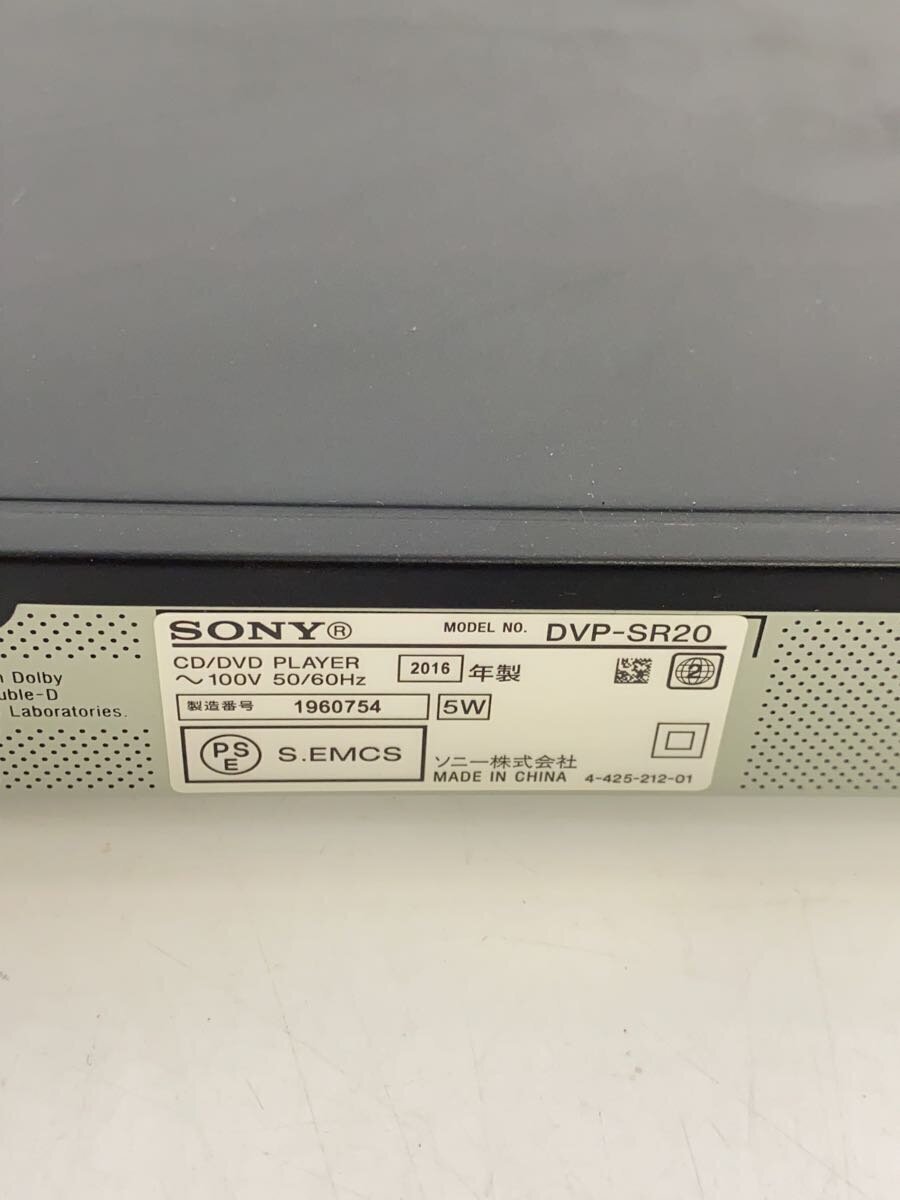 n Dolby
uble-D
Laboratories.
SONY® MODEL NO. DVP-SR20
CD/DVD PLAYER
～100V 50/60Hz 2016 年製 2
製造番号 1960754 5W
PSE S.EMCS
ソニー株式会社
MADE IN CHINA 4-425-212-01